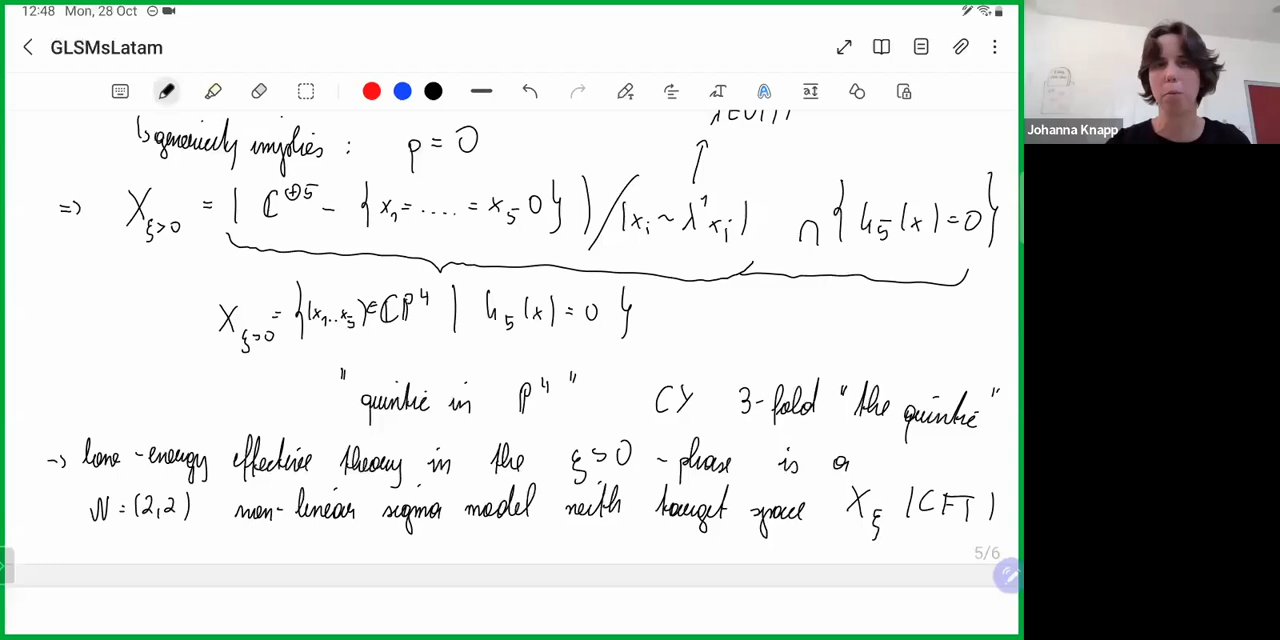 12:48 Mon, 28 Oct
GLSMsLatam
↳ genericity implies : p = 0
=> X_{ξ>0} = ( ℂ^{⊕5} - { x_1 = .... = x_5 0 } ) / (x_i ~ λ^1 x_i) ∩ { G_5(x) = 0 }
X_{ξ>0} = { (x_1..x_5) ∈ ℂP^4 | G_5(x) = 0 }
"quintic in P^4" CY 3-fold "the quintic"
-> low-energy effective theory in the ξ>0 -phase is a
N=(2,2) non-linear sigma model with target space X_ξ (CFT)
5/6
Johanna Knapp